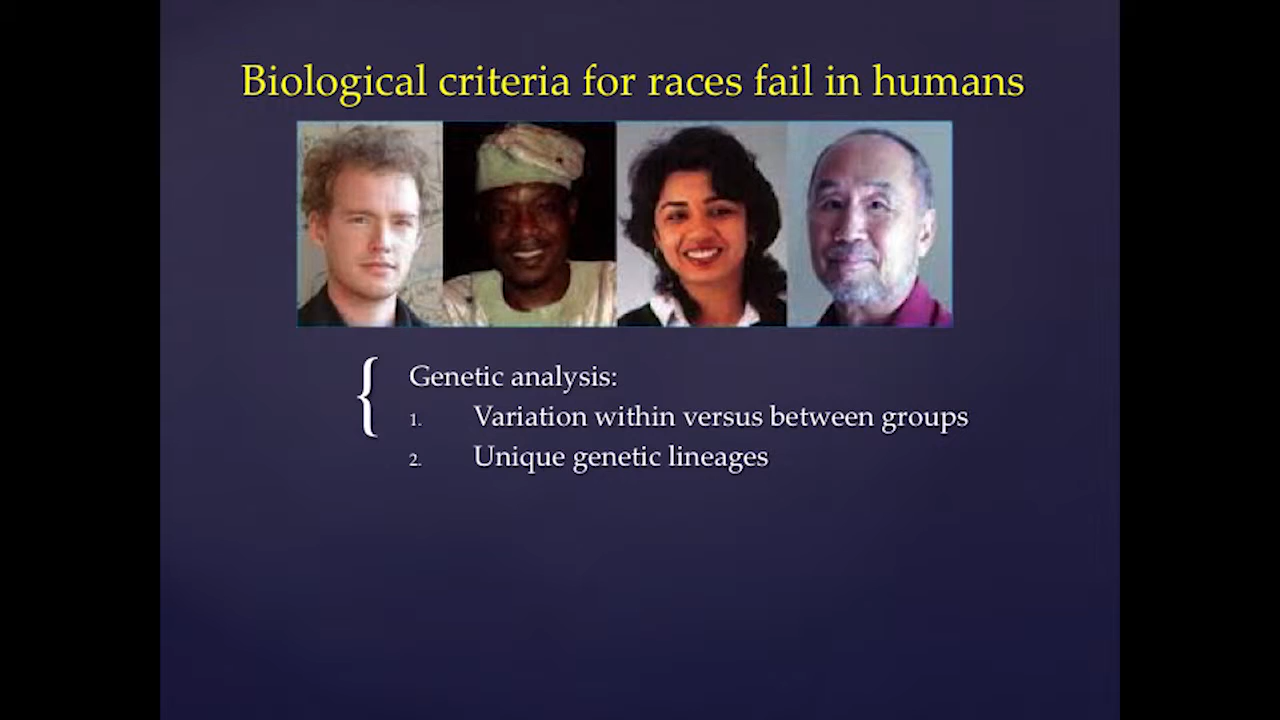 Biological criteria for races fail in humans
{ Genetic analysis:
1. Variation within versus between groups
2. Unique genetic lineages